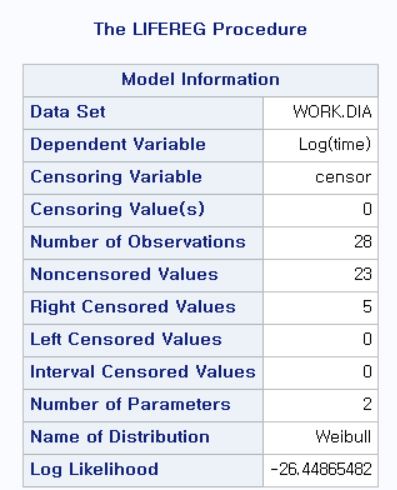 The LIFEREG Procedure
Model Information
Data Set WORK.DIA
Dependent Variable Log(time)
Censoring Variable censor
Censoring Value(s) 0
Number of Observations 28
Noncensored Values 23
Right Censored Values 5
Left Censored Values 0
Interval Censored Values 0
Number of Parameters 2
Name of Distribution Weibull
Log Likelihood -26.44865482